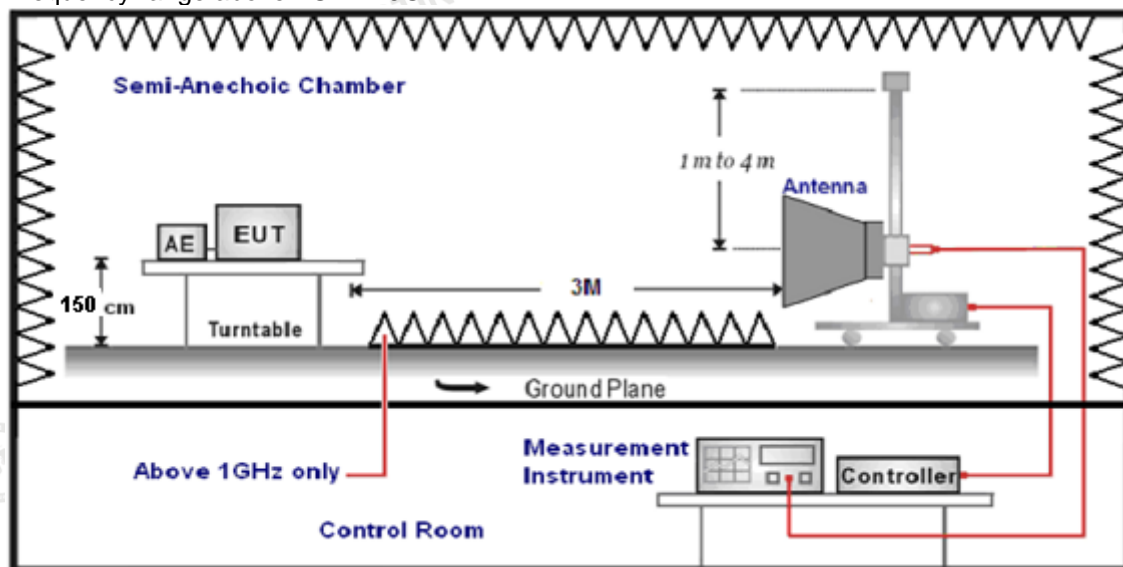 Semi-Anechoic Chamber
1 m to 4 m
Antenna
AE
EUT
150 cm
3M
Turntable
Ground Plane
Above 1GHz only
Measurement
Instrument
Controller
Control Room